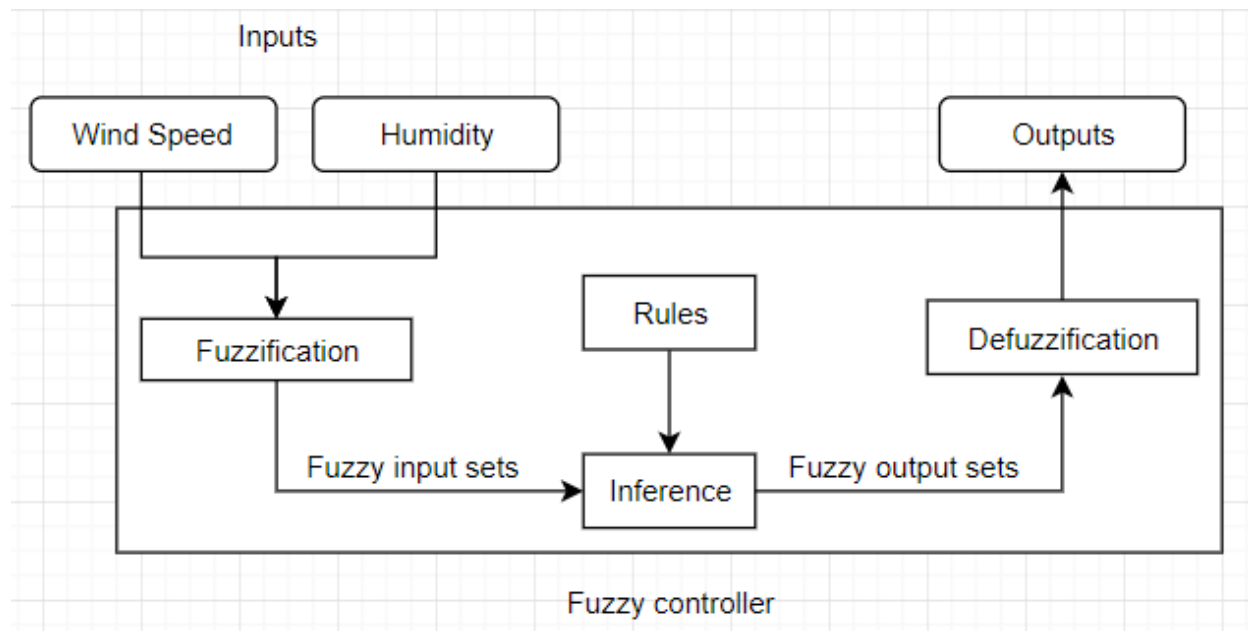 Inputs
Wind Speed
Humidity
Outputs
Rules
Defuzzification
Fuzzification
Fuzzy input sets
Fuzzy output sets
Inference
Fuzzy controller